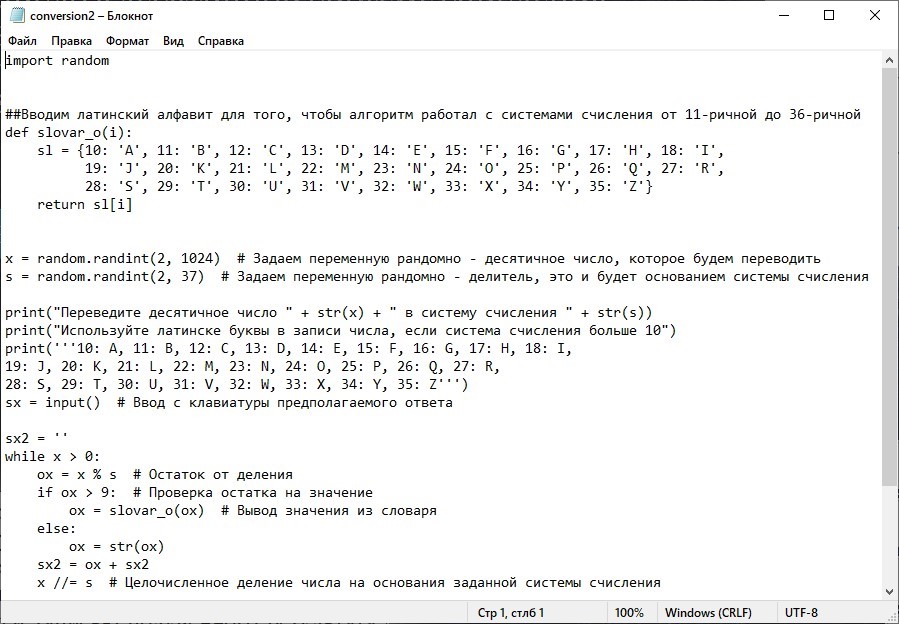 conversion2 – Блокнот
Файл Правка Формат Вид Справка
import random
##Вводим латинский алфавит для того, чтобы алгоритм работал с системами счисления от 11-ричной до 36-ричной
def slovar_o(i):
    sl = {10: 'A', 11: 'B', 12: 'C', 13: 'D', 14: 'E', 15: 'F', 16: 'G', 17: 'H', 18: 'I',
          19: 'J', 20: 'K', 21: 'L', 22: 'M', 23: 'N', 24: 'O', 25: 'P', 26: 'Q', 27: 'R',
          28: 'S', 29: 'T', 30: 'U', 31: 'V', 32: 'W', 33: 'X', 34: 'Y', 35: 'Z'}
    return sl[i]
x = random.randint(2, 1024)  # Задаем переменную рандомно - десятичное число, которое будем переводить
s = random.randint(2, 37)  # Задаем переменную рандомно - делитель, это и будет основанием системы счисления
print("Переведите десятичное число " + str(x) + " в систему счисления " + str(s))
print("Используйте латинске буквы в записи числа, если система счисления больше 10")
print('''10: A, 11: B, 12: C, 13: D, 14: E, 15: F, 16: G, 17: H, 18: I,
19: J, 20: K, 21: L, 22: M, 23: N, 24: O, 25: P, 26: Q, 27: R,
28: S, 29: T, 30: U, 31: V, 32: W, 33: X, 34: Y, 35: Z''')
sx = input()  # Ввод с клавиатуры предполагаемого ответа
sx2 = ''
while x > 0:
    ox = x % s  # Остаток от деления
    if ox > 9:  # Проверка остатка на значение
        ox = slovar_o(ox)  # Вывод значения из словаря
    else:
        ox = str(ox)
    sx2 = ox + sx2
    x //= s  # Целочисленное деление числа на основания заданной системы счисления
Стр 1, стлб 1 100% Windows (CRLF) UTF-8